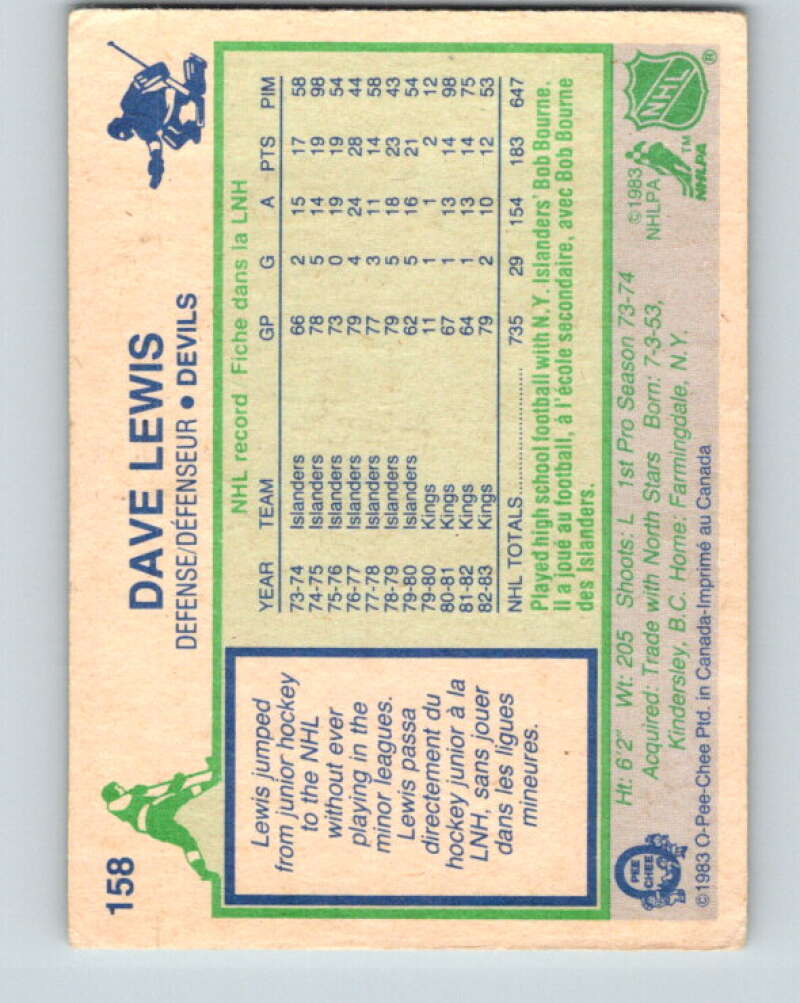 158
DAVE LEWIS
DEFENSE/DÉFENSEUR • DEVILS
Lewis jumped
from junior hockey
to the NHL
without ever
playing in the
minor leagues.
Lewis passa
directement du
hockey junior à la
LNH, sans jouer
dans les ligues
mineures.
NHL record / Fiche dans la LNH
YEAR TEAM GP G A PTS PIM
73-74 Islanders 66 2 15 17 58
74-75 Islanders 78 5 14 19 98
75-76 Islanders 73 0 19 19 54
76-77 Islanders 79 4 24 28 44
77-78 Islanders 77 3 11 14 58
78-79 Islanders 79 5 18 23 43
79-80 Islanders 62 5 16 21 54
79-80 Kings 11 1 1 2 12
80-81 Kings 67 1 13 14 98
81-82 Kings 64 1 13 14 75
82-83 Kings 79 2 10 12 53
NHL TOTALS 735 29 154 183 647
Played high school football with N.Y. Islanders' Bob Bourne.
Il a joué au football, à l'école secondaire, avec Bob Bourne
des Islanders.
Ht: 6'2" Wt: 205 Shoots: L 1st Pro Season 73-74
Acquired: Trade with North Stars Born: 7-3-53,
Kindersley, B.C. Home: Farmingdale, N.Y.
©1983 O-Pee-Chee Ptd. in Canada-Imprimé au Canada
O PEE CHEE
©1983
NHLPA
NHLPA TM
NHL ®